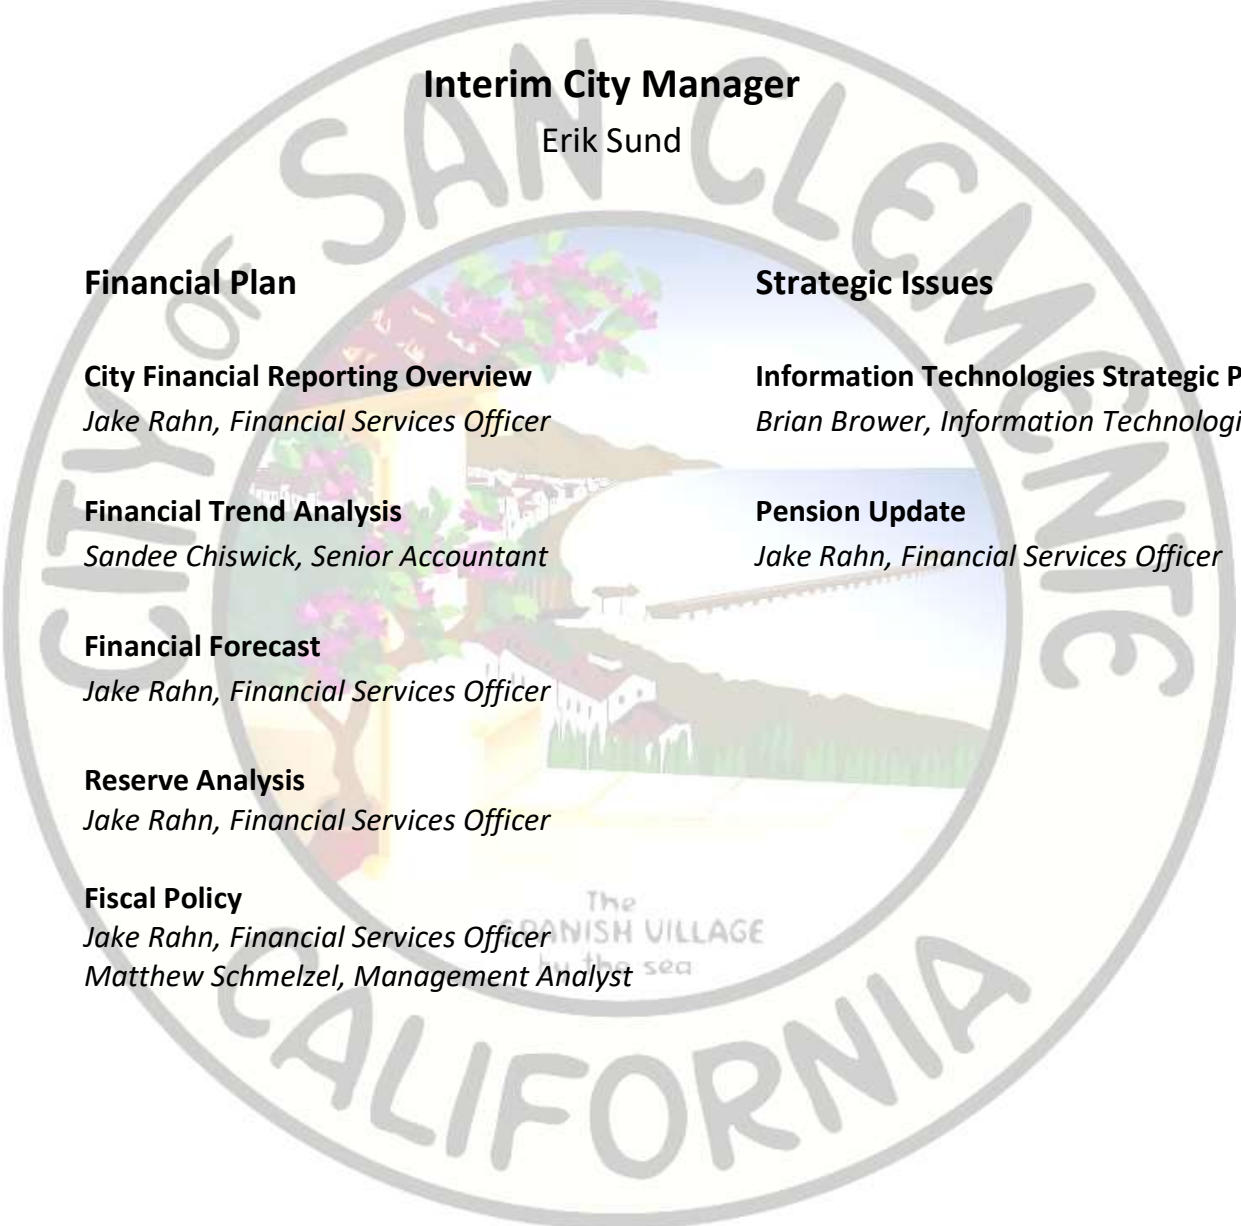 Interim City Manager
Erik Sund
CITY OF SAN CLEMENTE
Financial Plan
City Financial Reporting Overview
Jake Rahn, Financial Services Officer
Financial Trend Analysis
Sandee Chiswick, Senior Accountant
Financial Forecast
Jake Rahn, Financial Services Officer
Reserve Analysis
Jake Rahn, Financial Services Officer
Fiscal Policy
Jake Rahn, Financial Services Officer
Matthew Schmelzel, Management Analyst
Strategic Issues
Information Technologies Strategic
Brian Brower, Information
Pension Update
Jake Rahn, Financial Services Officer
The
SPANISH VILLAGE
by the sea
CALIFORNIA